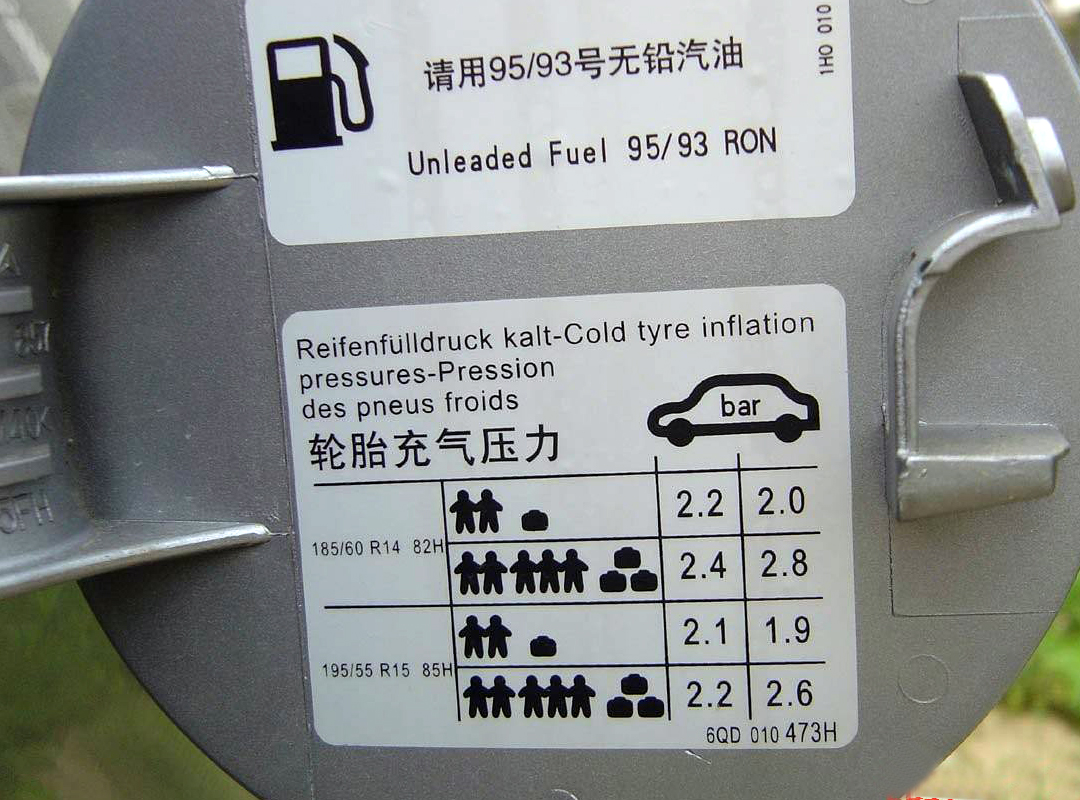 请用95/93号无铅汽油
1H0 010
Unleaded Fuel 95/93 RON
Reifenfülldruck kalt-Cold tyre inflation
pressures-Pression
des pneus froids
bar
轮胎充气压力
2.2 2.0
185/60 R14 82H
2.4 2.8
2.1 1.9
195/55 R15 85H
2.2 2.6
6QD 010 473H